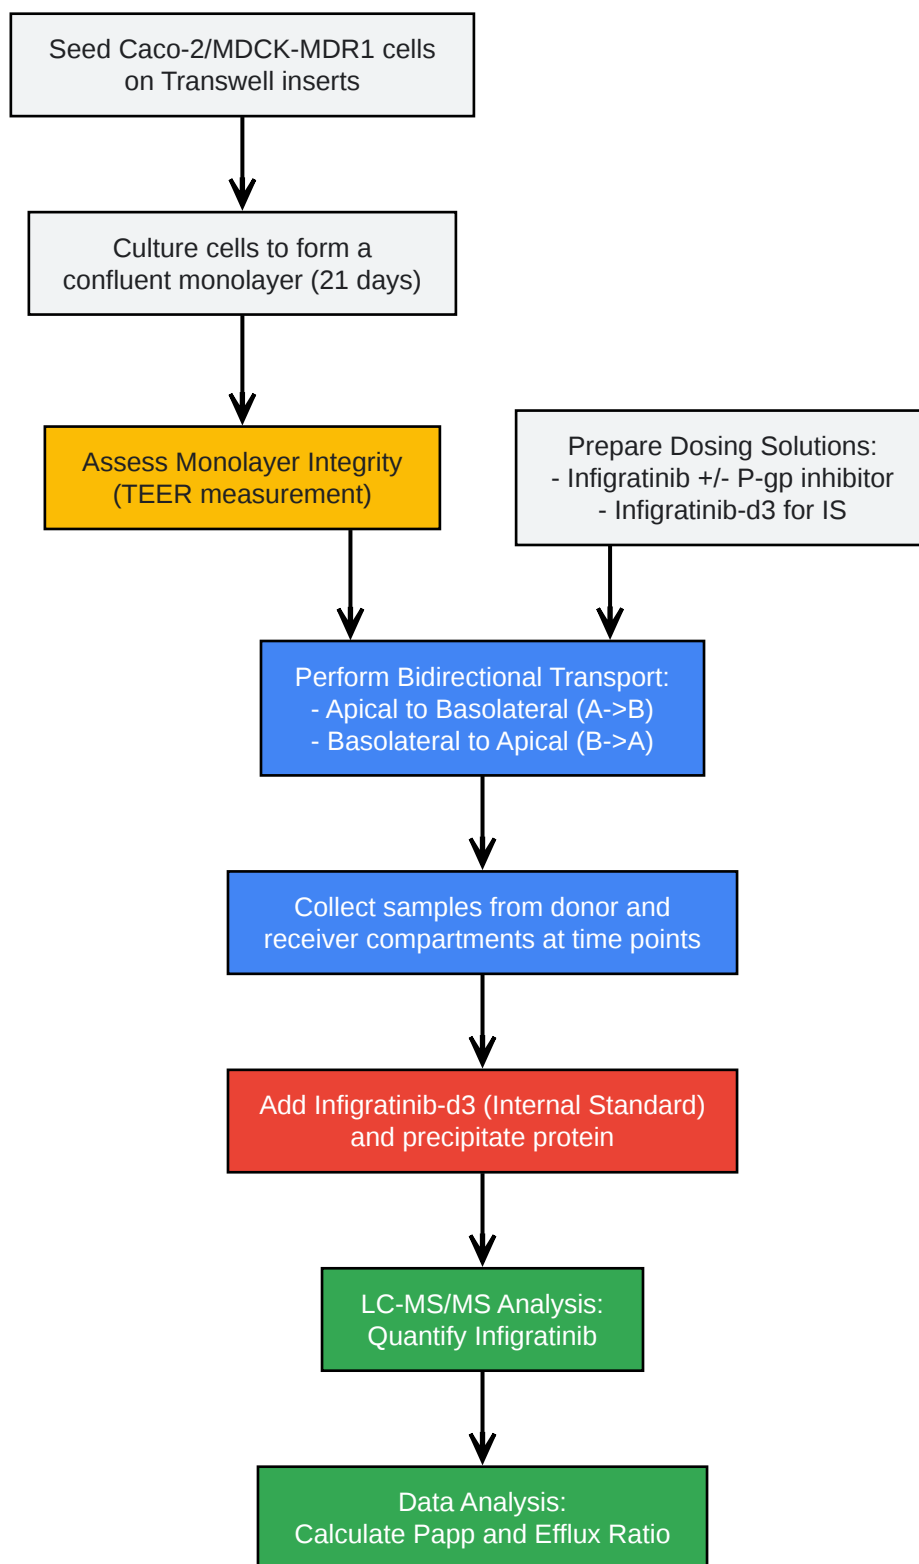 Seed Caco-2/MDCK-MDR1 cells
on Transwell inserts
Culture cells to form a
confluent monolayer (21 days)
Assess Monolayer Integrity
(TEER measurement)
Prepare Dosing Solutions:
- Infigratinib +/- P-gp inhibitor
- Infigratinib-d3 for IS
Perform Bidirectional Transport:
- Apical to Basolateral (A->B)
- Basolateral to Apical (B->A)
Collect samples from donor and
receiver compartments at time points
Add Infigratinib-d3 (Internal Standard)
and precipitate protein
LC-MS/MS Analysis:
Quantify Infigratinib
Data Analysis:
Calculate Papp and Efflux Ratio